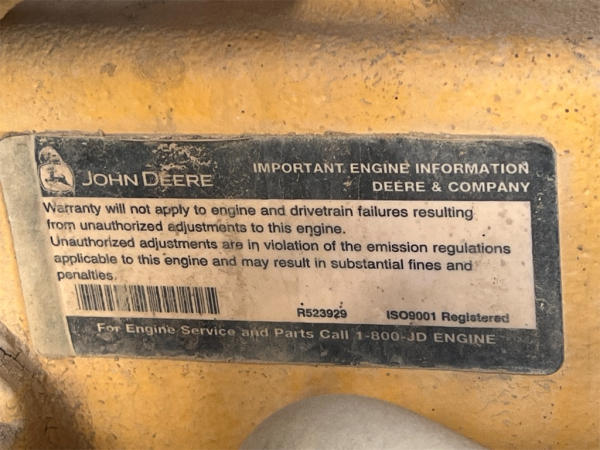 JOHN DEERE
IMPORTANT ENGINE INFORMATION
DEERE & COMPANY
Warranty will not apply to engine and drivetrain failures resulting
from unauthorized adjustments to this engine.
Unauthorized adjustments are in violation of the emission regulations
applicable to this engine and may result in substantial fines and
penalties.
R523929 ISO9001 Registered
For Engine Service and Parts Call 1-800-JD ENGINE